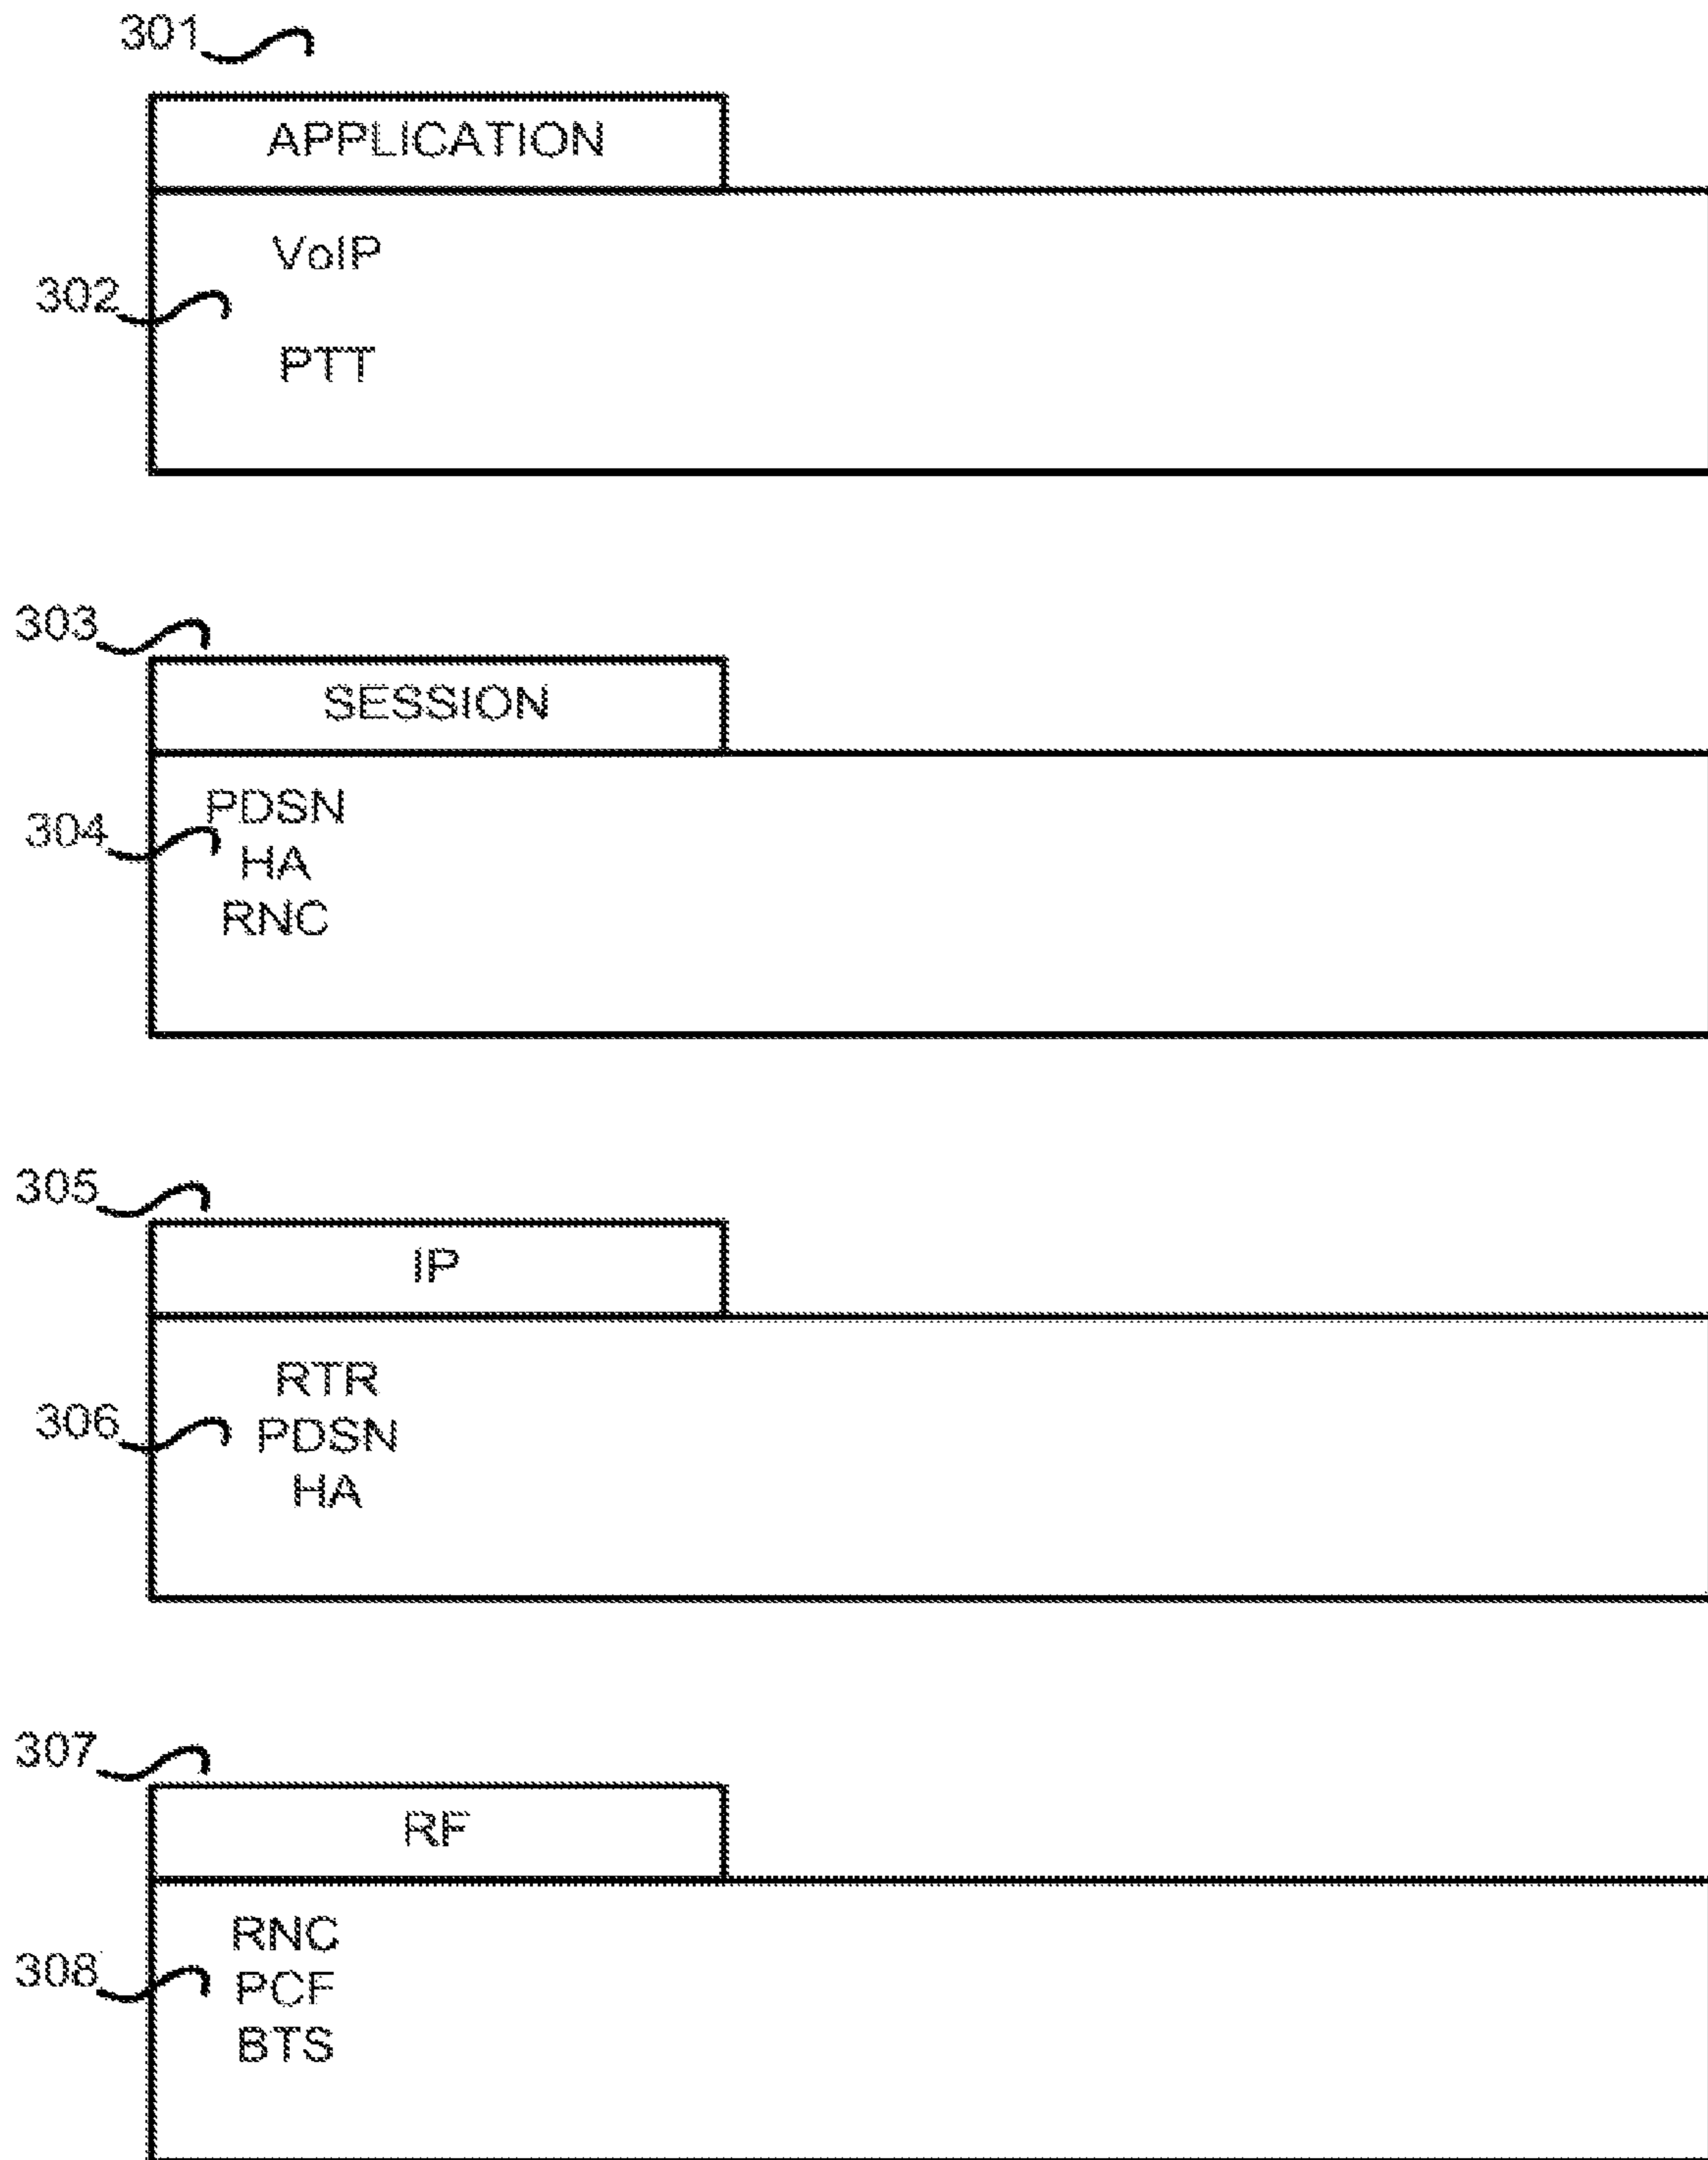 301
APPLICATION
VoIP
302
PTT
303
SESSION
PDSN
304
HA
RNC
305
IP
RTR
306
PDSN
HA
307
RF
RNC
308
PCF
BTS